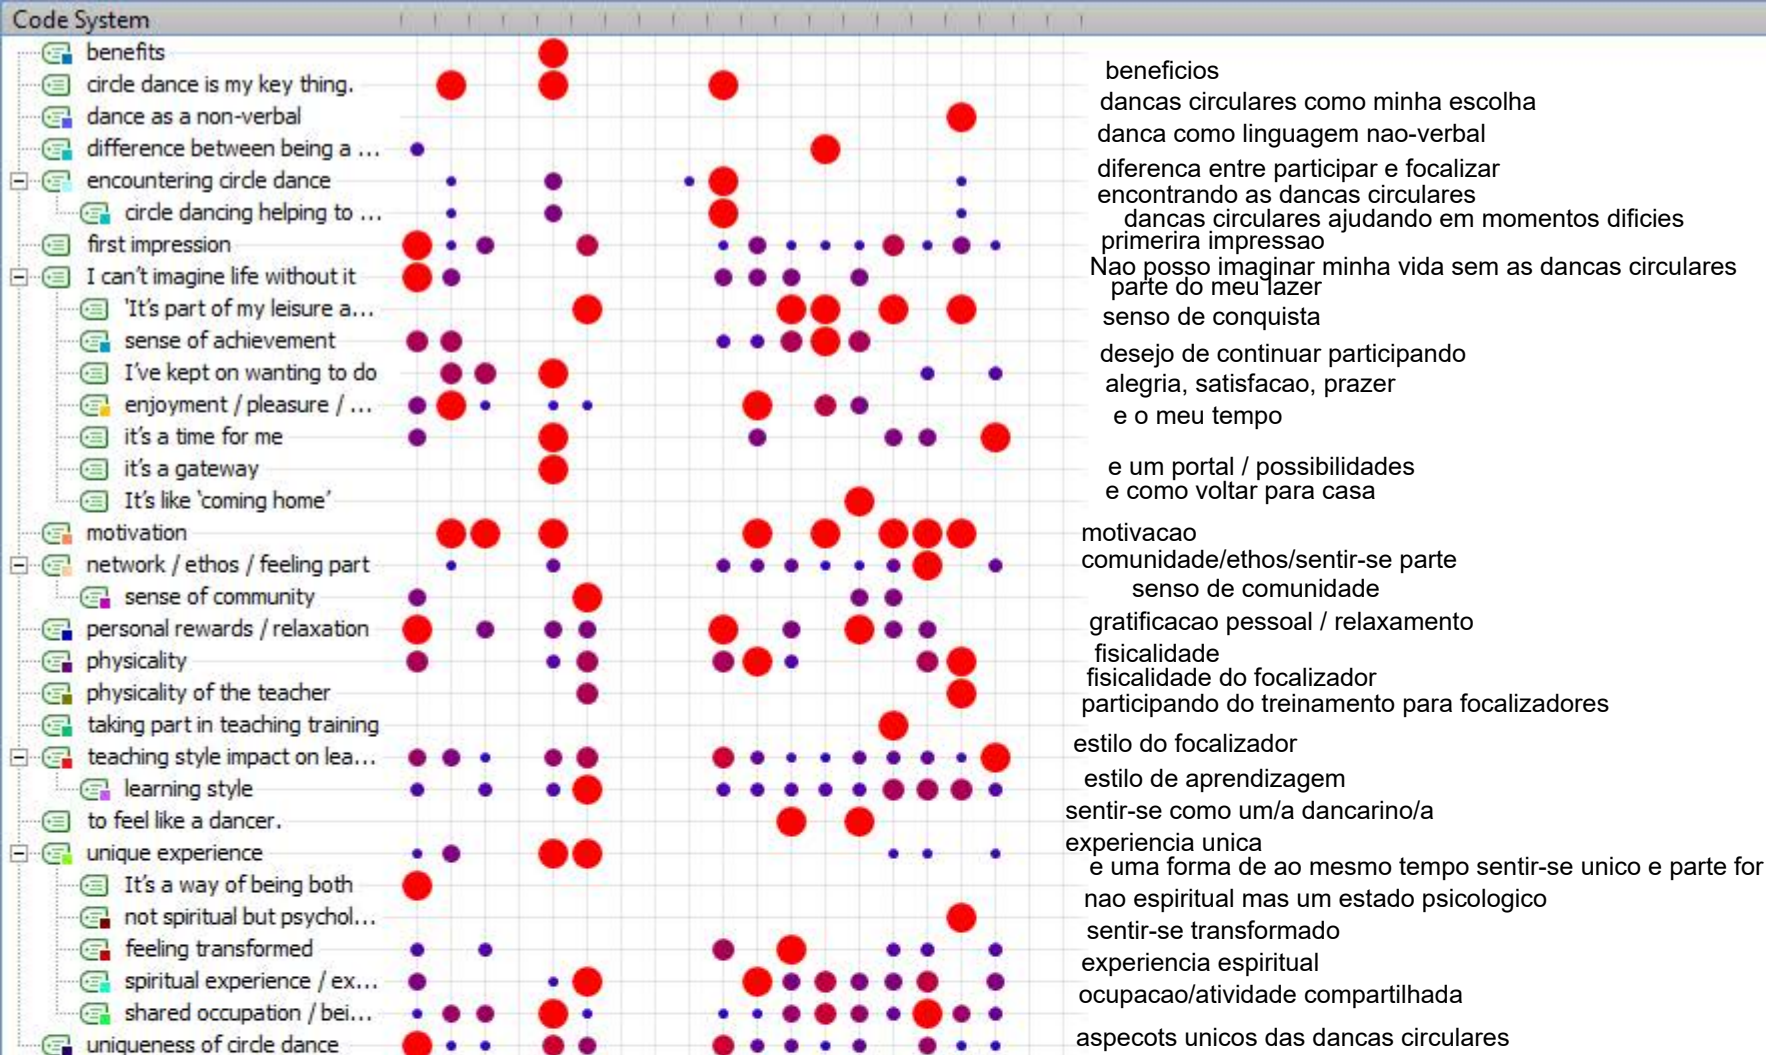 Code System
benefits
circle dance is my key thing.
dance as a non-verbal
difference between being a ...
encountering circle dance
circle dancing helping to ...
first impression
I can't imagine life without it
'It's part of my leisure a...
sense of achievement
I've kept on wanting to do
enjoyment / pleasure / ...
it's a time for me
it's a gateway
It's like 'coming home'
motivation
network / ethos / feeling part
sense of community
personal rewards / relaxation
physicality
physicality of the teacher
taking part in teaching training
teaching style impact on lea...
learning style
to feel like a dancer.
unique experience
It's a way of being both
not spiritual but psychol...
feeling transformed
spiritual experience / ex...
shared occupation / bei...
uniqueness of circle dance
beneficios
dancas circulares como minha escolha
danca como linguagem nao-verbal
diferenca entre participar e focalizar
encontrando as dancas circulares
dancas circulares ajudando em momentos dificies
primerira impressao
Nao posso imaginar minha vida sem as dancas circulares
parte do meu lazer
senso de conquista
desejo de continuar participando
alegria, satisfacao, prazer
e o meu tempo
e um portal / possibilidades
e como voltar para casa
motivacao
comunidade/ethos/sentir-se parte
senso de comunidade
gratificacao pessoal / relaxamento
fisicalidade
fisicalidade do focalizador
participando do treinamento para focalizadores
estilo do focalizador
estilo de aprendizagem
sentir-se como um/a dancarino/a
experiencia unica
e uma forma de ao mesmo tempo sentir-se unico e parte for
nao espiritual mas um estado psicologico
sentir-se transformado
experiencia espiritual
ocupacao/atividade compartilhada
aspecots unicos das dancas circulares